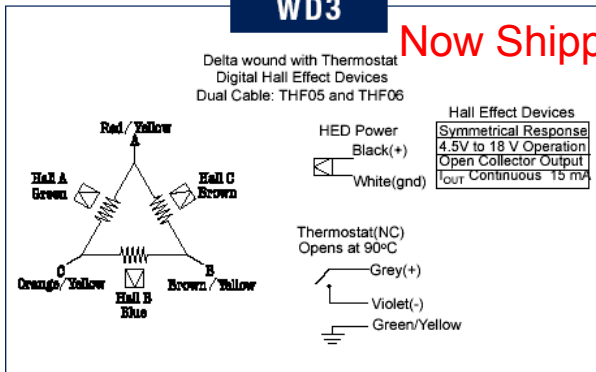 WD3
Now Shipp
Delta wound with Thermostat
Digital Hall Effect Devices
Dual Cable: THF05 and THF06
Red/Yellow
A
Hall A
Green
Hall C
Brown
C
Orange/Yellow
Hall B
Blue
B
Brown/Yellow
HED Power
Black(+)
White(gnd)
Hall Effect Devices
Symmetrical Response
4.5V to 18 V Operation
Open Collector Output
IOUT Continuous 15 mA
Thermostat(NC)
Opens at 90ºC
Grey(+)
Violet(-)
Green/Yellow